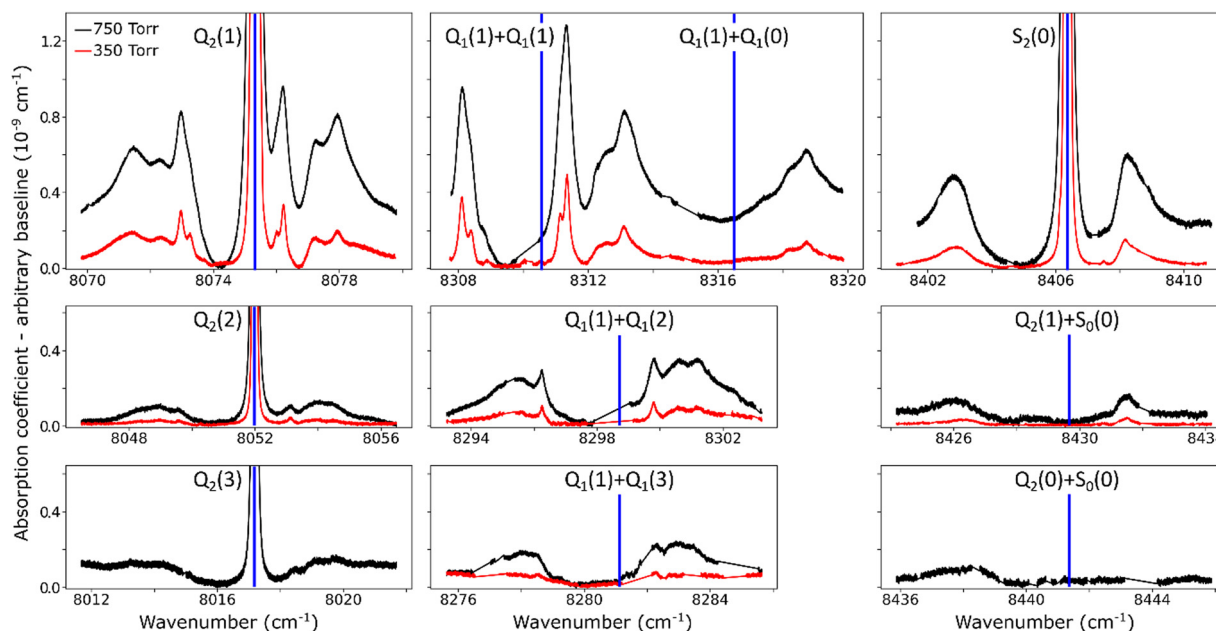 Absorption coefficient - arbitrary baseline (10⁻⁹ cm⁻¹)
750 Torr
350 Torr
Q₂(1)
1.2
0.8
0.4
0.0
8070 8074 8078
Q₁(1)+Q₁(1) Q₁(1)+Q₁(0)
8308 8312 8316 8320
S₂(0)
8402 8406 8410
Q₂(2)
0.4
0.0
8048 8052 8056
Q₁(1)+Q₁(2)
8294 8298 8302
Q₂(1)+S₀(0)
8426 8430 8434
Q₂(3)
0.4
0.0
8012 8016 8020
Wavenumber (cm⁻¹)
Q₁(1)+Q₁(3)
8276 8280 8284
Wavenumber (cm⁻¹)
Q₂(0)+S₀(0)
8436 8440 8444
Wavenumber (cm⁻¹)